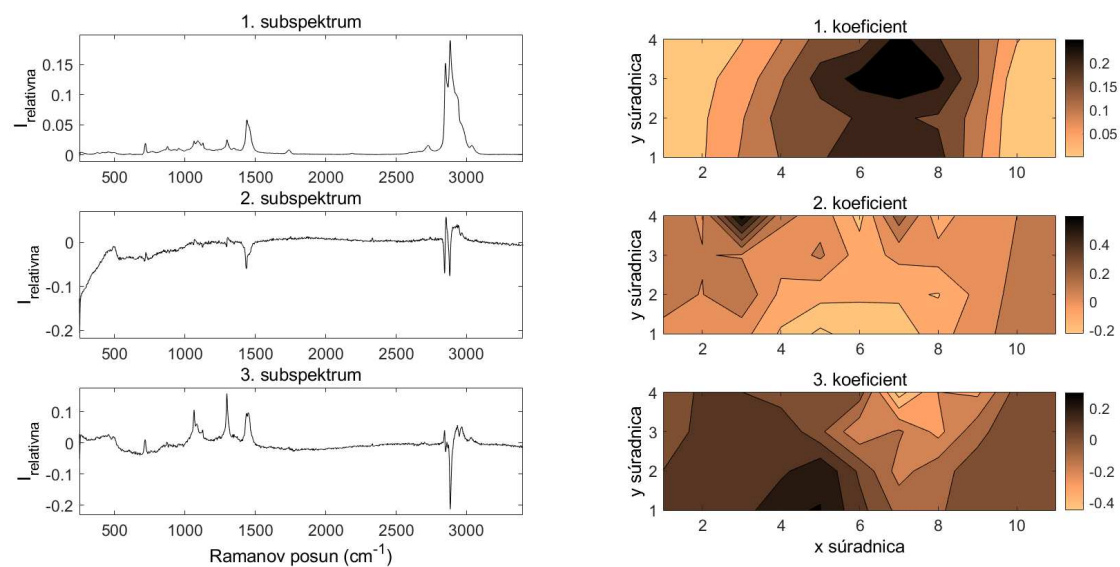 1. subspektrum
I_relativna
0.15
0.1
0.05
0
500 1000 1500 2000 2500 3000
2. subspektrum
I_relativna
0
-0.1
-0.2
500 1000 1500 2000 2500 3000
3. subspektrum
I_relativna
0.1
0
-0.1
-0.2
500 1000 1500 2000 2500 3000
Ramanov posun (cm⁻¹)
1. koeficient
y súradnica
4
3
2
1
2 4 6 8 10
0.2
0.15
0.1
0.05
2. koeficient
y súradnica
4
3
2
1
2 4 6 8 10
0.6
0.4
0.2
0
-0.2
3. koeficient
y súradnica
4
3
2
1
2 4 6 8 10
0.2
0
-0.2
-0.4
x súradnica